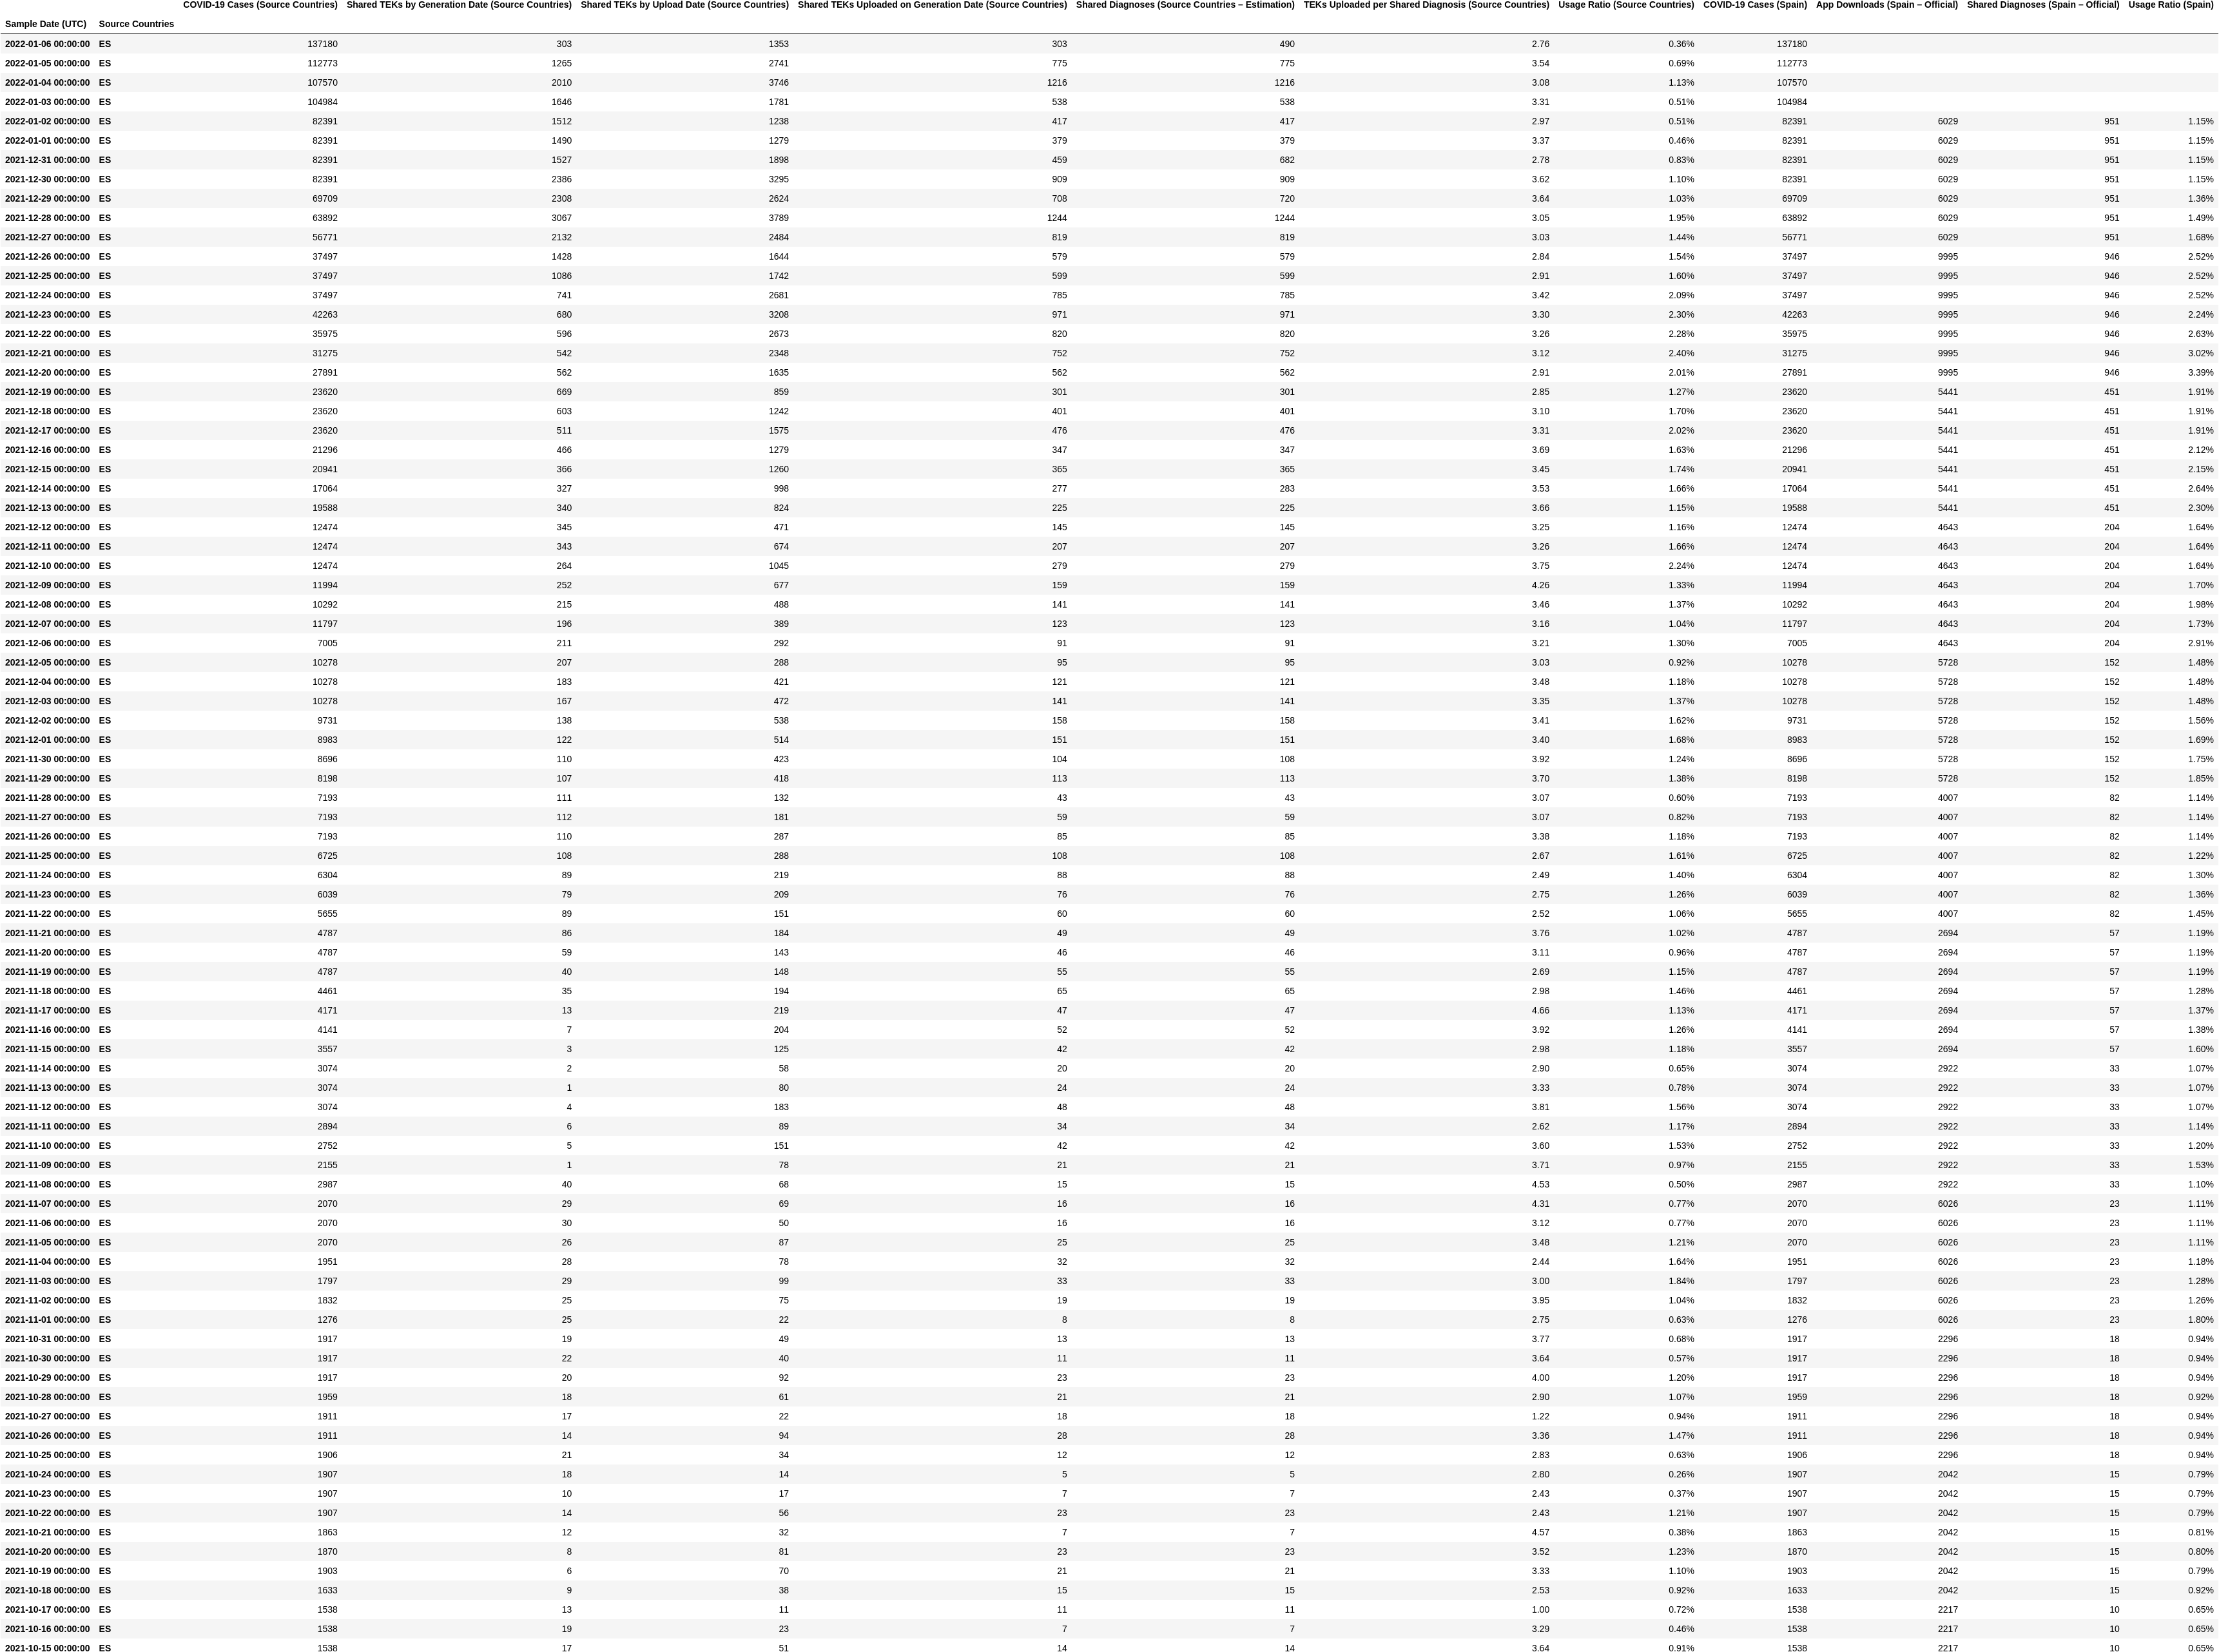 COVID-19 Cases (Source Countries) Shared TEKs by Generation Date (Source Countries) Shared TEKs by Upload Date (Source Countries) Shared TEKs Uploaded on Generation Date (Source Countries) Shared Diagnoses (Source Countries – Estimation) TEKs Uploaded per Shared Diagnosis (Source Countries) Usage Ratio (Source Countries) COVID-19 Cases (Spain) App Downloads (Spain – Official) Shared Diagnoses (Spain – Official) Usage Ratio (Spain)
Sample Date (UTC) Source Countries
2022-01-06 00:00:00 ES 137180 303 1353 303 490 2.76 0.36% 137180
2022-01-05 00:00:00 ES 112773 1265 2741 775 775 3.54 0.69% 112773
2022-01-04 00:00:00 ES 107570 2010 3746 1216 1216 3.08 1.13% 107570
2022-01-03 00:00:00 ES 104984 1646 1781 538 538 3.31 0.51% 104984
2022-01-02 00:00:00 ES 82391 1512 1238 417 417 2.97 0.51% 82391 6029 951 1.15%
2022-01-01 00:00:00 ES 82391 1490 1279 379 379 3.37 0.46% 82391 6029 951 1.15%
2021-12-31 00:00:00 ES 82391 1527 1898 459 682 2.78 0.83% 82391 6029 951 1.15%
2021-12-30 00:00:00 ES 82391 2386 3295 909 909 3.62 1.10% 82391 6029 951 1.15%
2021-12-29 00:00:00 ES 69709 2308 2624 708 720 3.64 1.03% 69709 6029 951 1.36%
2021-12-28 00:00:00 ES 63892 3067 3789 1244 1244 3.05 1.95% 63892 6029 951 1.49%
2021-12-27 00:00:00 ES 56771 2132 2484 819 819 3.03 1.44% 56771 6029 951 1.68%
2021-12-26 00:00:00 ES 37497 1428 1644 579 579 2.84 1.54% 37497 9995 946 2.52%
2021-12-25 00:00:00 ES 37497 1086 1742 599 599 2.91 1.60% 37497 9995 946 2.52%
2021-12-24 00:00:00 ES 37497 741 2681 785 785 3.42 2.09% 37497 9995 946 2.52%
2021-12-23 00:00:00 ES 42263 680 3208 971 971 3.30 2.30% 42263 9995 946 2.24%
2021-12-22 00:00:00 ES 35975 596 2673 820 820 3.26 2.28% 35975 9995 946 2.63%
2021-12-21 00:00:00 ES 31275 542 2348 752 752 3.12 2.40% 31275 9995 946 3.02%
2021-12-20 00:00:00 ES 27891 562 1635 562 562 2.91 2.01% 27891 9995 946 3.39%
2021-12-19 00:00:00 ES 23620 669 859 301 301 2.85 1.27% 23620 5441 451 1.91%
2021-12-18 00:00:00 ES 23620 603 1242 401 401 3.10 1.70% 23620 5441 451 1.91%
2021-12-17 00:00:00 ES 23620 511 1575 476 476 3.31 2.02% 23620 5441 451 1.91%
2021-12-16 00:00:00 ES 21296 466 1279 347 347 3.69 1.63% 21296 5441 451 2.12%
2021-12-15 00:00:00 ES 20941 366 1260 365 365 3.45 1.74% 20941 5441 451 2.15%
2021-12-14 00:00:00 ES 17064 327 998 277 283 3.53 1.66% 17064 5441 451 2.64%
2021-12-13 00:00:00 ES 19588 340 824 225 225 3.66 1.15% 19588 5441 451 2.30%
2021-12-12 00:00:00 ES 12474 345 471 145 145 3.25 1.16% 12474 4643 204 1.64%
2021-12-11 00:00:00 ES 12474 343 674 207 207 3.26 1.66% 12474 4643 204 1.64%
2021-12-10 00:00:00 ES 12474 264 1045 279 279 3.75 2.24% 12474 4643 204 1.64%
2021-12-09 00:00:00 ES 11994 252 677 159 159 4.26 1.33% 11994 4643 204 1.70%
2021-12-08 00:00:00 ES 10292 215 488 141 141 3.46 1.37% 10292 4643 204 1.98%
2021-12-07 00:00:00 ES 11797 196 389 123 123 3.16 1.04% 11797 4643 204 1.73%
2021-12-06 00:00:00 ES 7005 211 292 91 91 3.21 1.30% 7005 4643 204 2.91%
2021-12-05 00:00:00 ES 10278 207 288 95 95 3.03 0.92% 10278 5728 152 1.48%
2021-12-04 00:00:00 ES 10278 183 421 121 121 3.48 1.18% 10278 5728 152 1.48%
2021-12-03 00:00:00 ES 10278 167 472 141 141 3.35 1.37% 10278 5728 152 1.48%
2021-12-02 00:00:00 ES 9731 138 538 158 158 3.41 1.62% 9731 5728 152 1.56%
2021-12-01 00:00:00 ES 8983 122 514 151 151 3.40 1.68% 8983 5728 152 1.69%
2021-11-30 00:00:00 ES 8696 110 423 104 108 3.92 1.24% 8696 5728 152 1.75%
2021-11-29 00:00:00 ES 8198 107 418 113 113 3.70 1.38% 8198 5728 152 1.85%
2021-11-28 00:00:00 ES 7193 111 132 43 43 3.07 0.60% 7193 4007 82 1.14%
2021-11-27 00:00:00 ES 7193 112 181 59 59 3.07 0.82% 7193 4007 82 1.14%
2021-11-26 00:00:00 ES 7193 110 287 85 85 3.38 1.18% 7193 4007 82 1.14%
2021-11-25 00:00:00 ES 6725 108 288 108 108 2.67 1.61% 6725 4007 82 1.22%
2021-11-24 00:00:00 ES 6304 89 219 88 88 2.49 1.40% 6304 4007 82 1.30%
2021-11-23 00:00:00 ES 6039 79 209 76 76 2.75 1.26% 6039 4007 82 1.36%
2021-11-22 00:00:00 ES 5655 89 151 60 60 2.52 1.06% 5655 4007 82 1.45%
2021-11-21 00:00:00 ES 4787 86 184 49 49 3.76 1.02% 4787 2694 57 1.19%
2021-11-20 00:00:00 ES 4787 59 143 46 46 3.11 0.96% 4787 2694 57 1.19%
2021-11-19 00:00:00 ES 4787 40 148 55 55 2.69 1.15% 4787 2694 57 1.19%
2021-11-18 00:00:00 ES 4461 35 194 65 65 2.98 1.46% 4461 2694 57 1.28%
2021-11-17 00:00:00 ES 4171 13 219 47 47 4.66 1.13% 4171 2694 57 1.37%
2021-11-16 00:00:00 ES 4141 7 204 52 52 3.92 1.26% 4141 2694 57 1.38%
2021-11-15 00:00:00 ES 3557 3 125 42 42 2.98 1.18% 3557 2694 57 1.60%
2021-11-14 00:00:00 ES 3074 2 58 20 20 2.90 0.65% 3074 2922 33 1.07%
2021-11-13 00:00:00 ES 3074 1 80 24 24 3.33 0.78% 3074 2922 33 1.07%
2021-11-12 00:00:00 ES 3074 4 183 48 48 3.81 1.56% 3074 2922 33 1.07%
2021-11-11 00:00:00 ES 2894 6 89 34 34 2.62 1.17% 2894 2922 33 1.14%
2021-11-10 00:00:00 ES 2752 5 151 42 42 3.60 1.53% 2752 2922 33 1.20%
2021-11-09 00:00:00 ES 2155 1 78 21 21 3.71 0.97% 2155 2922 33 1.53%
2021-11-08 00:00:00 ES 2987 40 68 15 15 4.53 0.50% 2987 2922 33 1.10%
2021-11-07 00:00:00 ES 2070 29 69 16 16 4.31 0.77% 2070 6026 23 1.11%
2021-11-06 00:00:00 ES 2070 30 50 16 16 3.12 0.77% 2070 6026 23 1.11%
2021-11-05 00:00:00 ES 2070 26 87 25 25 3.48 1.21% 2070 6026 23 1.11%
2021-11-04 00:00:00 ES 1951 28 78 32 32 2.44 1.64% 1951 6026 23 1.18%
2021-11-03 00:00:00 ES 1797 29 99 33 33 3.00 1.84% 1797 6026 23 1.28%
2021-11-02 00:00:00 ES 1832 25 75 19 19 3.95 1.04% 1832 6026 23 1.26%
2021-11-01 00:00:00 ES 1276 25 22 8 8 2.75 0.63% 1276 6026 23 1.80%
2021-10-31 00:00:00 ES 1917 19 49 13 13 3.77 0.68% 1917 2296 18 0.94%
2021-10-30 00:00:00 ES 1917 22 40 11 11 3.64 0.57% 1917 2296 18 0.94%
2021-10-29 00:00:00 ES 1917 20 92 23 23 4.00 1.20% 1917 2296 18 0.94%
2021-10-28 00:00:00 ES 1959 18 61 21 21 2.90 1.07% 1959 2296 18 0.92%
2021-10-27 00:00:00 ES 1911 17 22 18 18 1.22 0.94% 1911 2296 18 0.94%
2021-10-26 00:00:00 ES 1911 14 94 28 28 3.36 1.47% 1911 2296 18 0.94%
2021-10-25 00:00:00 ES 1906 21 34 12 12 2.83 0.63% 1906 2296 18 0.94%
2021-10-24 00:00:00 ES 1907 18 14 5 5 2.80 0.26% 1907 2042 15 0.79%
2021-10-23 00:00:00 ES 1907 10 17 7 7 2.43 0.37% 1907 2042 15 0.79%
2021-10-22 00:00:00 ES 1907 14 56 23 23 2.43 1.21% 1907 2042 15 0.79%
2021-10-21 00:00:00 ES 1863 12 32 7 7 4.57 0.38% 1863 2042 15 0.81%
2021-10-20 00:00:00 ES 1870 8 81 23 23 3.52 1.23% 1870 2042 15 0.80%
2021-10-19 00:00:00 ES 1903 6 70 21 21 3.33 1.10% 1903 2042 15 0.79%
2021-10-18 00:00:00 ES 1633 9 38 15 15 2.53 0.92% 1633 2042 15 0.92%
2021-10-17 00:00:00 ES 1538 13 11 11 11 1.00 0.72% 1538 2217 10 0.65%
2021-10-16 00:00:00 ES 1538 19 23 7 7 3.29 0.46% 1538 2217 10 0.65%
2021-10-15 00:00:00 ES 1538 17 51 14 14 3.64 0.91% 1538 2217 10 0.65%